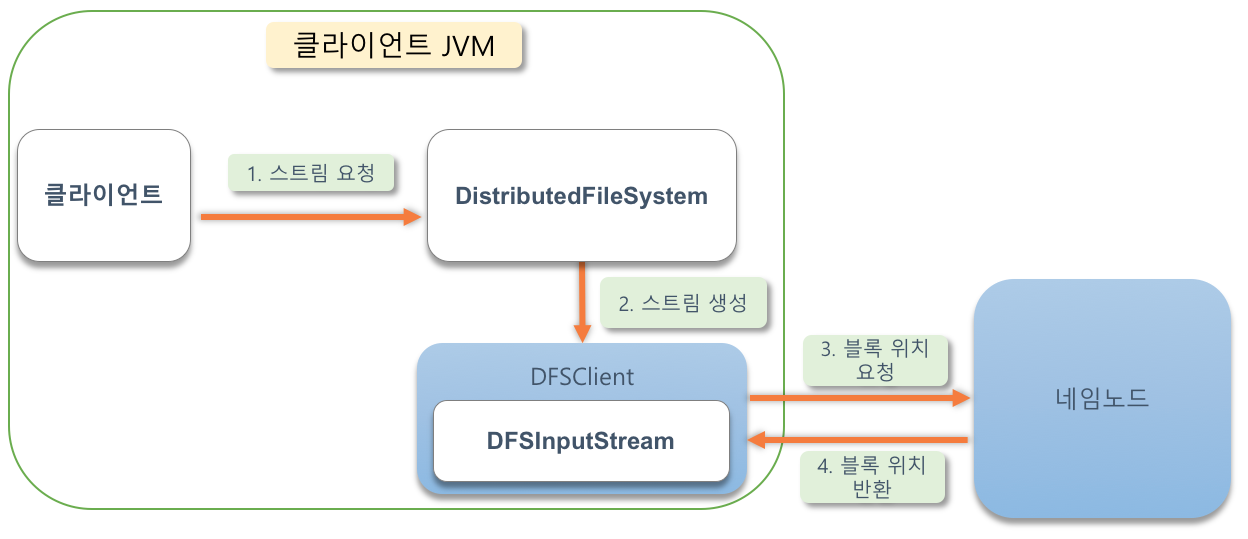 클라이언트 JVM
클라이언트
1. 스트림 요청
DistributedFileSystem
2. 스트림 생성
DFSClient
DFSInputStream
3. 블록 위치
요청
4. 블록 위치
반환
네임노드